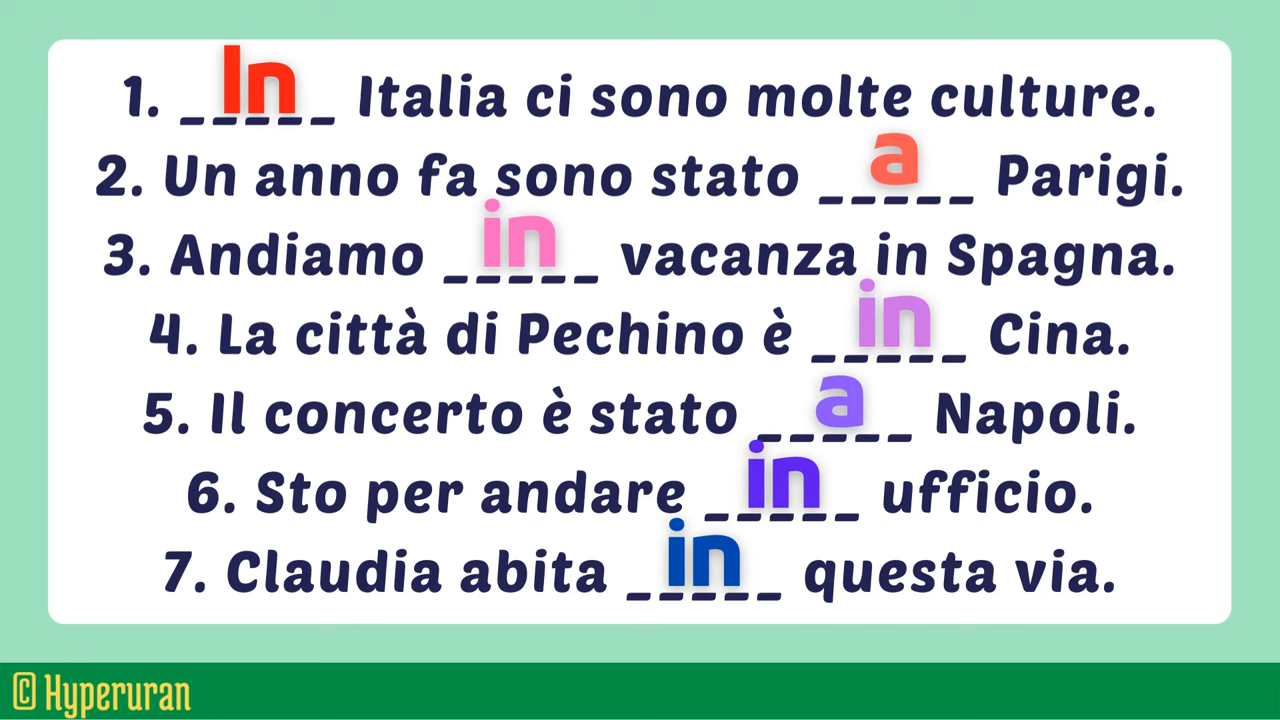 1. In Italia ci sono molte culture.
2. Un anno fa sono stato a Parigi.
3. Andiamo in vacanza in Spagna.
4. La città di Pechino è in Cina.
5. Il concerto è stato a Napoli.
6. Sto per andare in ufficio.
7. Claudia abita in questa via.
© Hyperuran